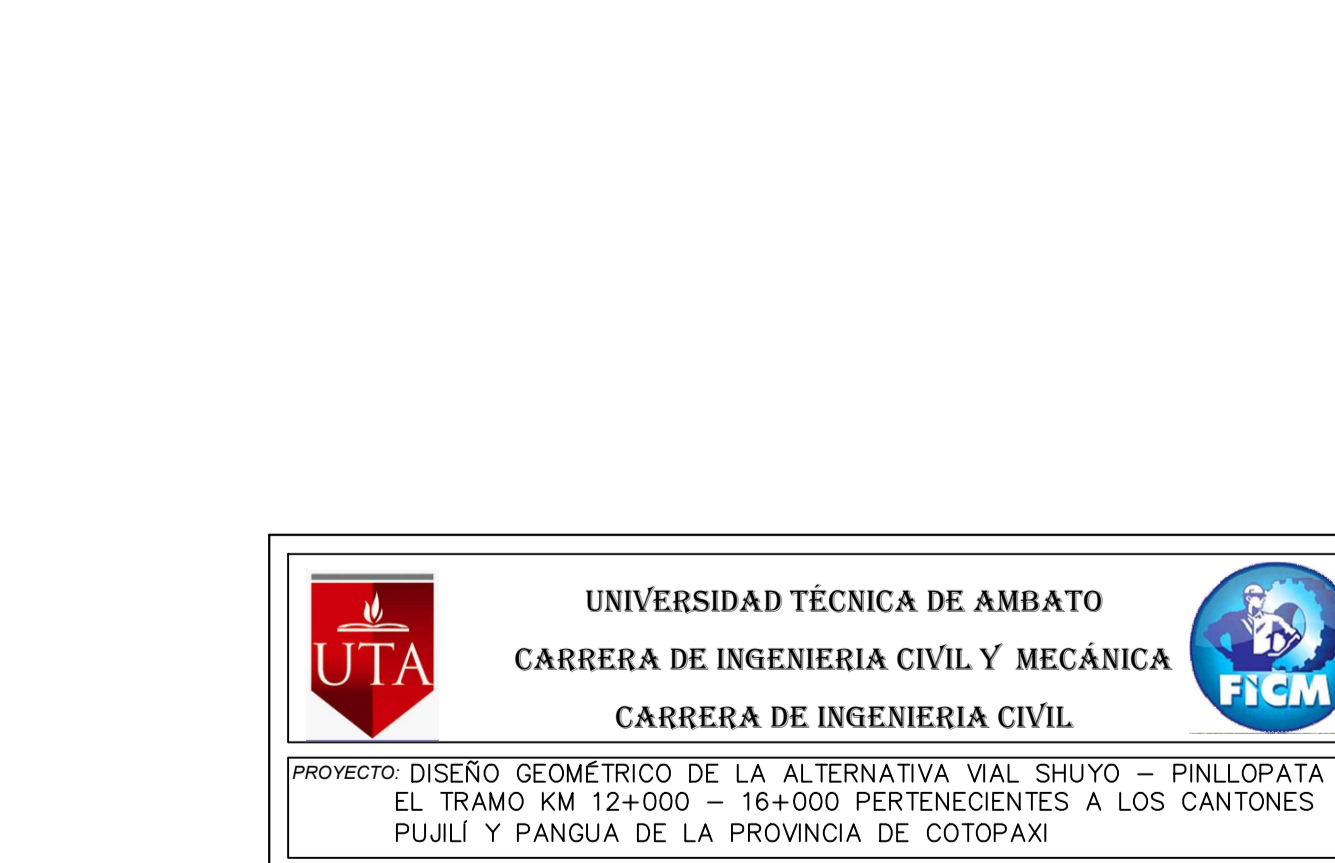 UNIVERSIDAD TÉCNICA DE AMBATO
CARRERA DE INGENIERIA CIVIL Y MECÁNICA
CARRERA DE INGENIERIA CIVIL
UTA
FICM
PROYECTO: DISEÑO GEOMÉTRICO DE LA ALTERNATIVA VIAL SHUYO – PINLLOPATA
EL TRAMO KM 12+000 – 16+000 PERTENECIENTES A LOS CANTONES
PUJILÍ Y PANGUA DE LA PROVINCIA DE COTOPAXI